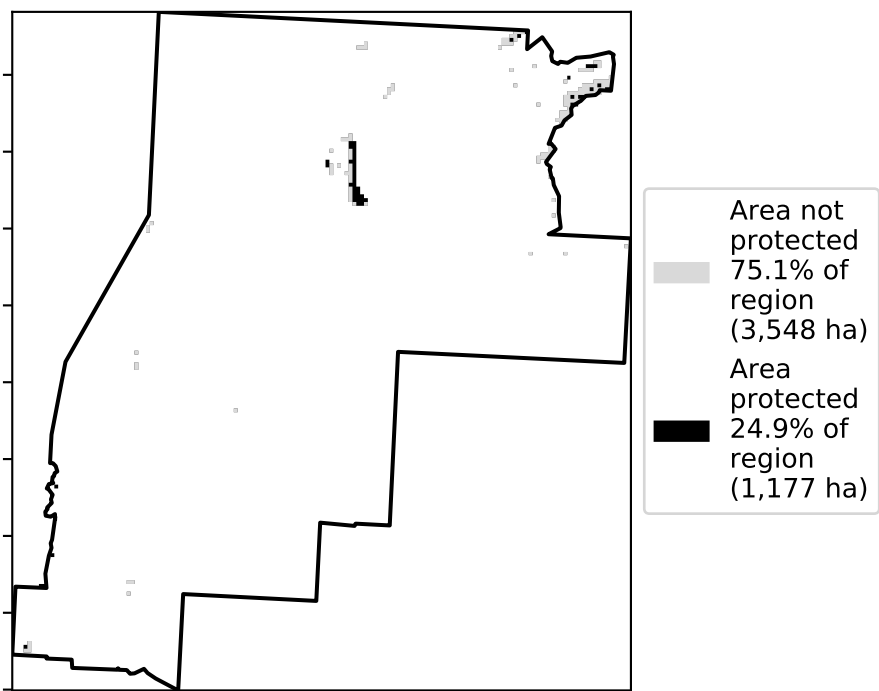 Area not
protected
75.1% of
region
(3,548 ha)
Area
protected
24.9% of
region
(1,177 ha)